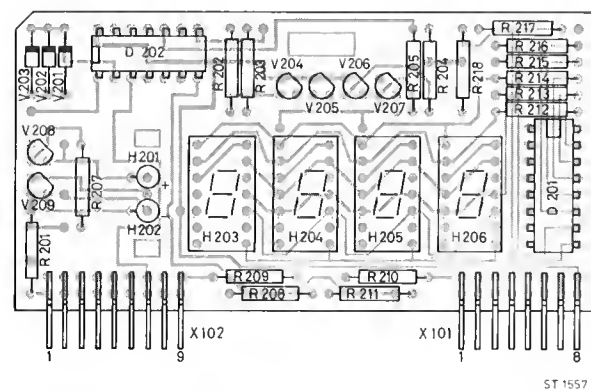 D 202
R 217
R 216
R 215
R 214
R 213
R 212
V203
V202
V201
R 202
R 203
V204
V206
V205
V207
R 205
R 204
R 218
V208
V209
R 207
H201
+
H202
R 201
H203
H204
H205
H206
D 201
R 209
R 208
R 210
R 211
1
9
X102
X101
1
8
ST 1557